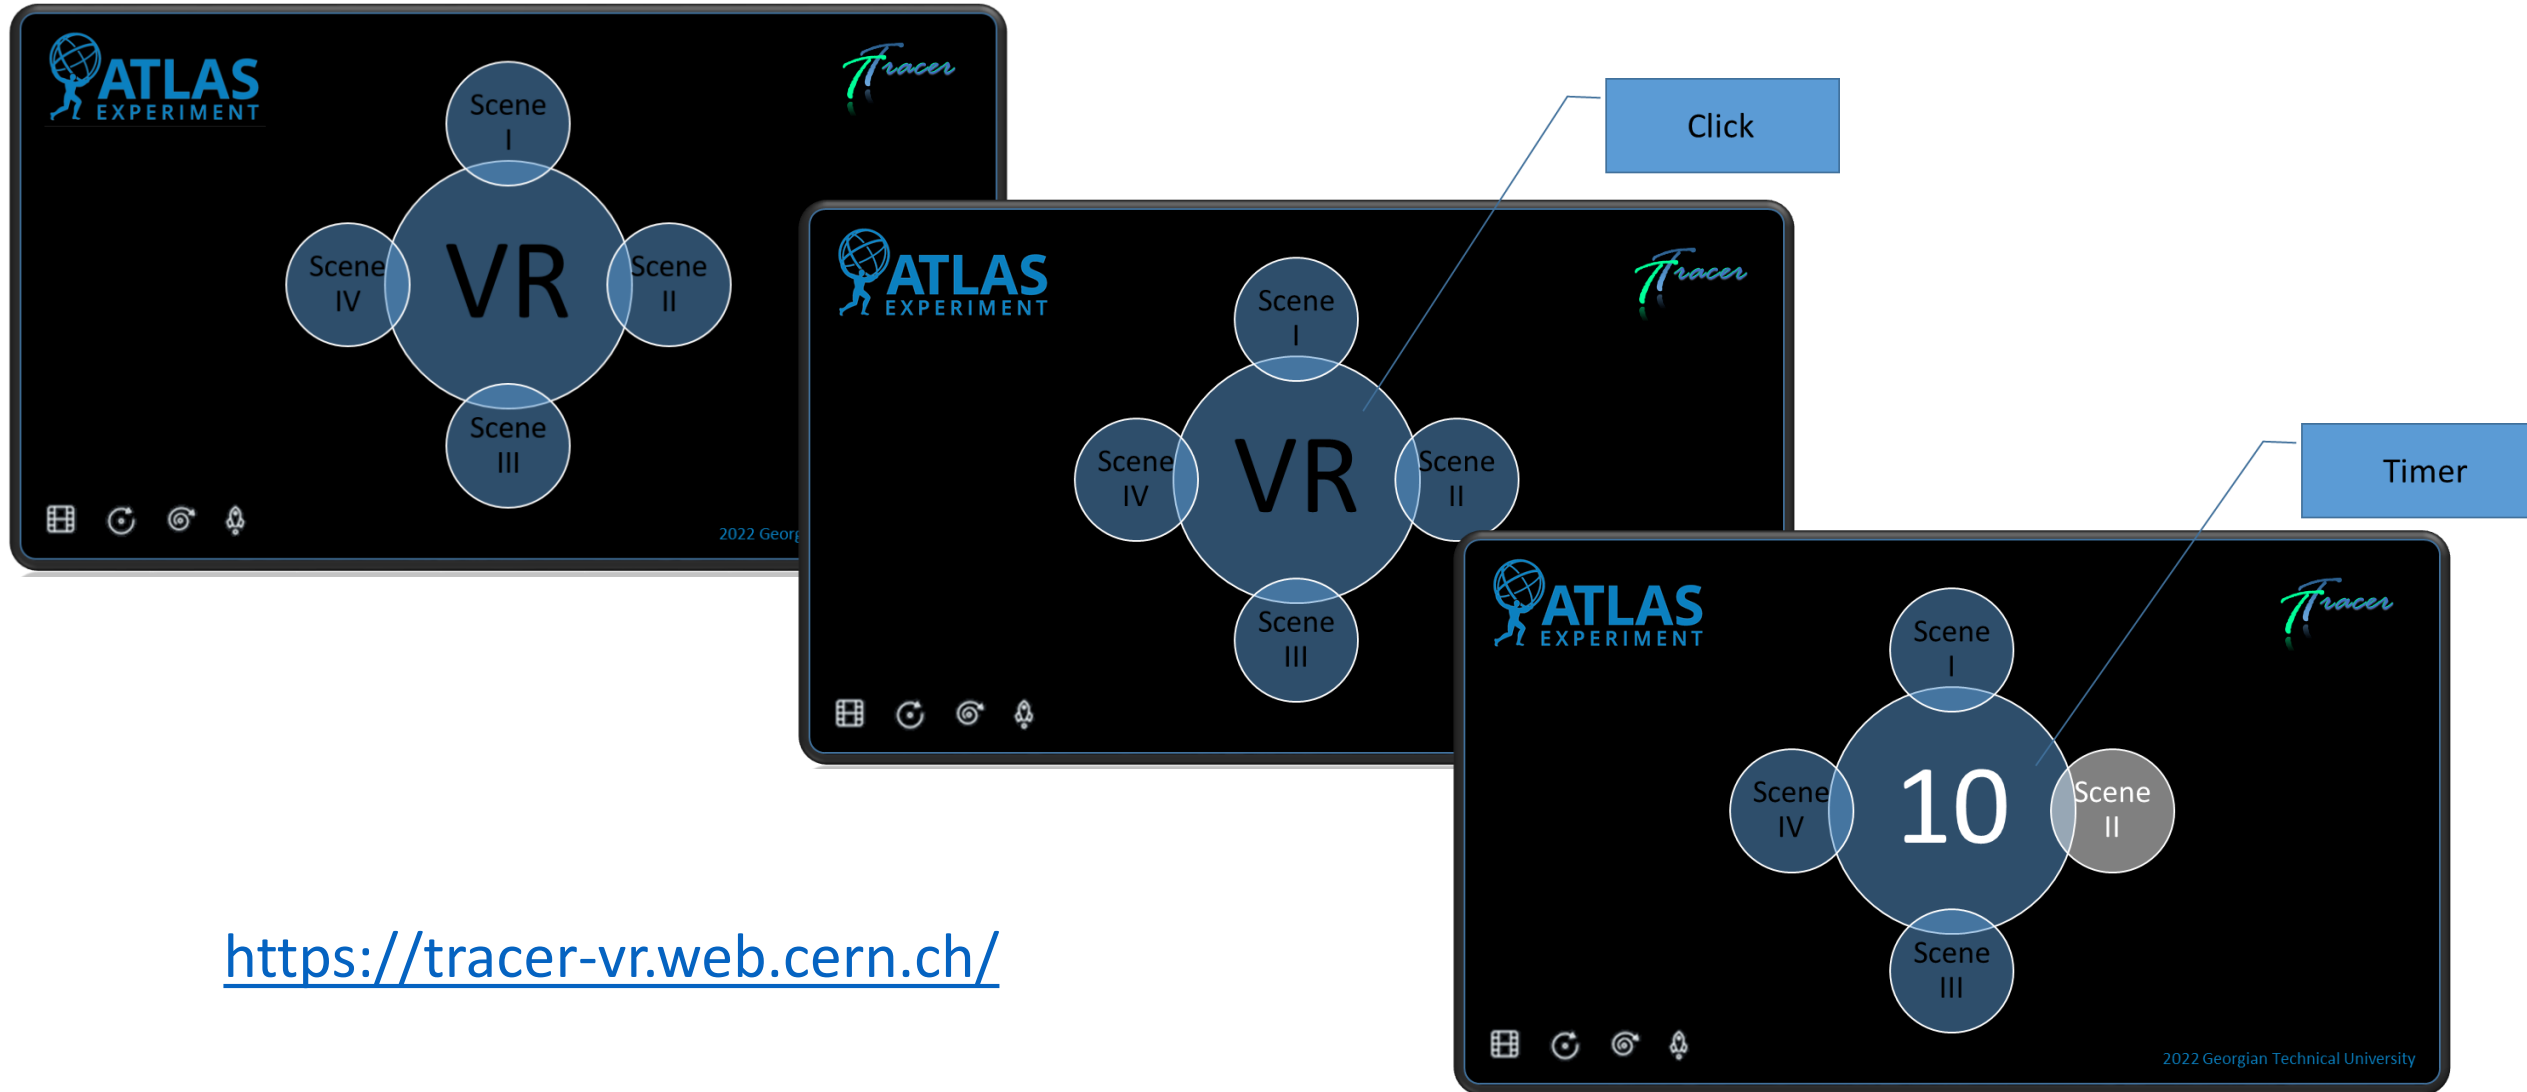 ATLAS
EXPERIMENT
Tracer
Scene
I
Scene
IV
VR
Scene
II
Scene
III
2022 Georg
Click
ATLAS
EXPERIMENT
Tracer
Scene
I
Scene
IV
VR
Scene
II
Scene
III
Timer
ATLAS
EXPERIMENT
Tracer
Scene
I
Scene
IV
10
Scene
II
Scene
III
2022 Georgian Technical University
https://tracer-vr.web.cern.ch/